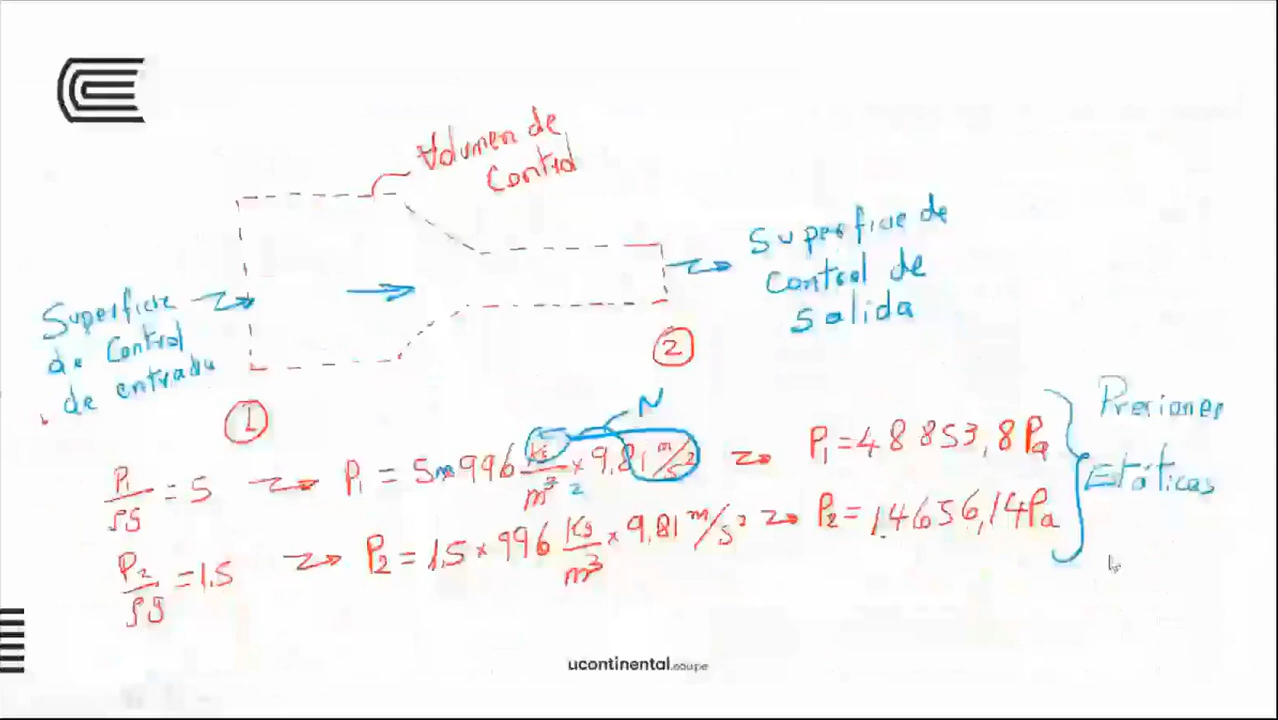 Volumen de
Control
Superficie de
Control de
Salida
Superficie
de Control
de entrada
1
2
N
P₁/ρg = 5 → P₁ = 5 m × 996 Kg/m³ × 9,81 m/s² → P₁ = 48853,8 Pa
P₂/ρg = 1.5 → P₂ = 1.5 × 996 Kg/m³ × 9,81 m/s² → P₂ = 14656,14 Pa
Presiones
Estáticas
ucontinental.edu.pe